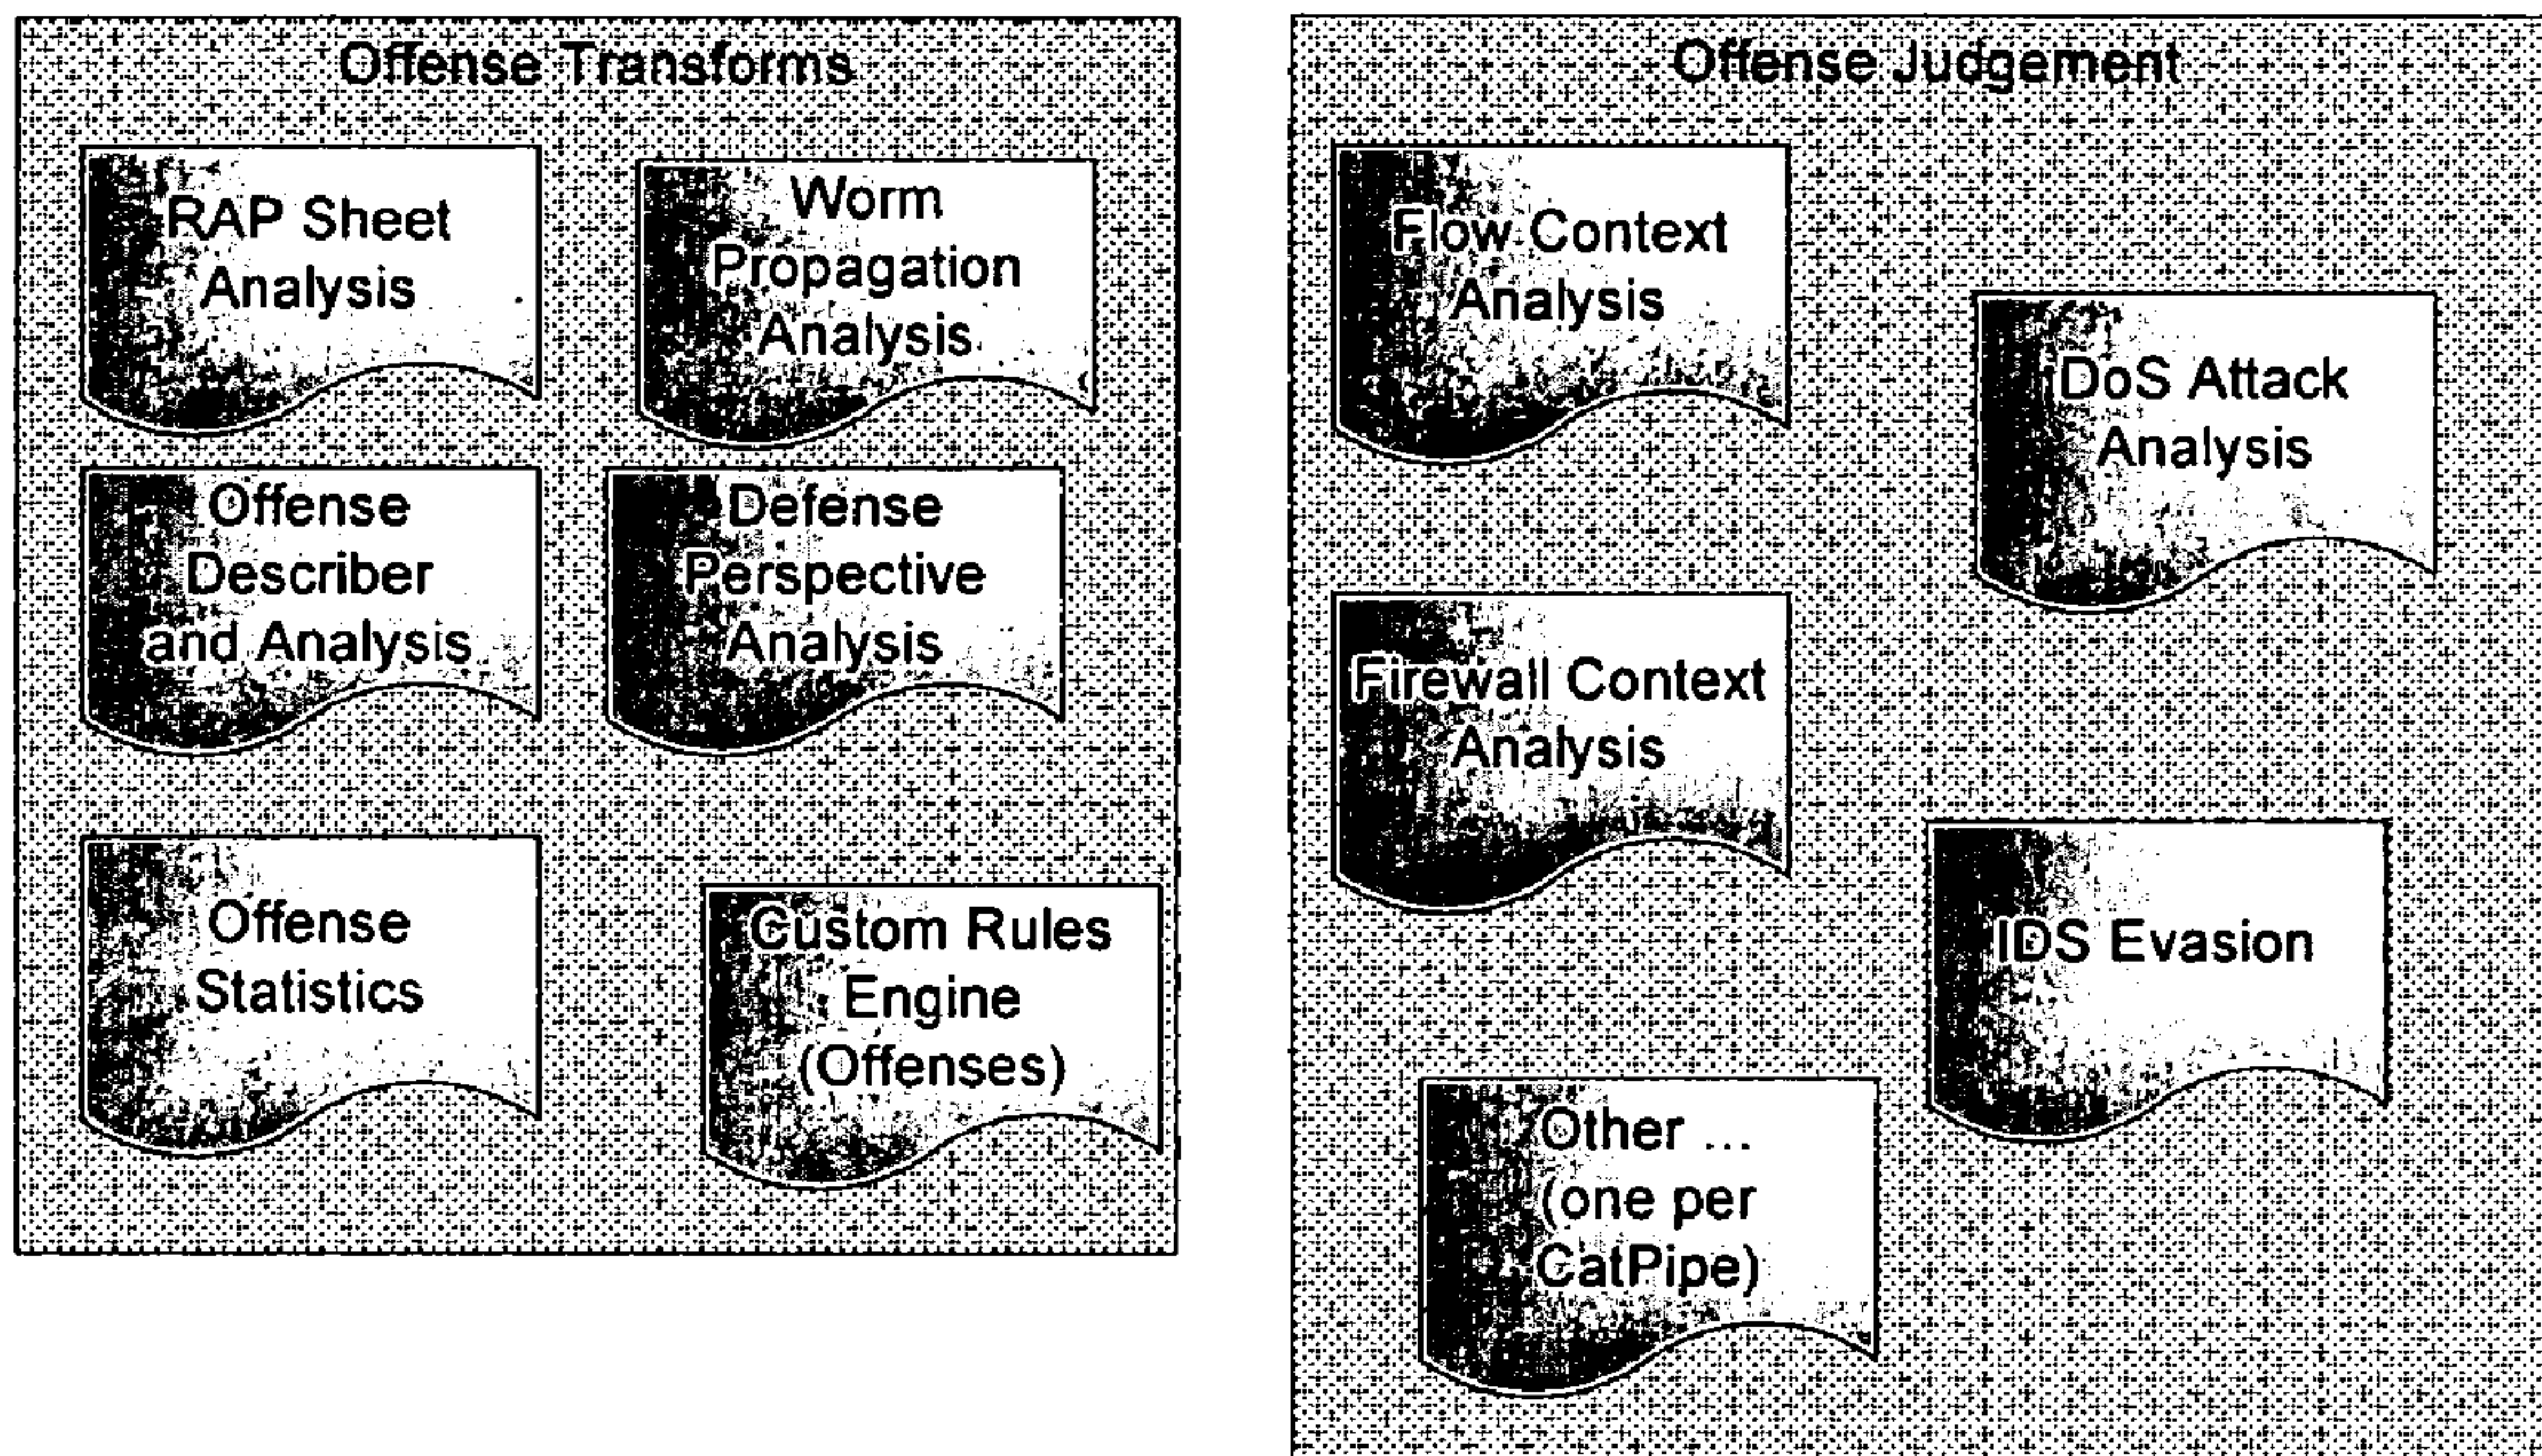 Offense Transforms
RAP Sheet
Analysis
Worm
Propagation
Analysis
Offense
Describer
and Analysis
Defense
Perspective
Analysis
Offense
Statistics
Custom Rules
Engine
(Offenses)
Offense Judgement
Flow Context
Analysis
DoS Attack
Analysis
Firewall Context
Analysis
IDS Evasion
Other ...
(one per
CatPipe)